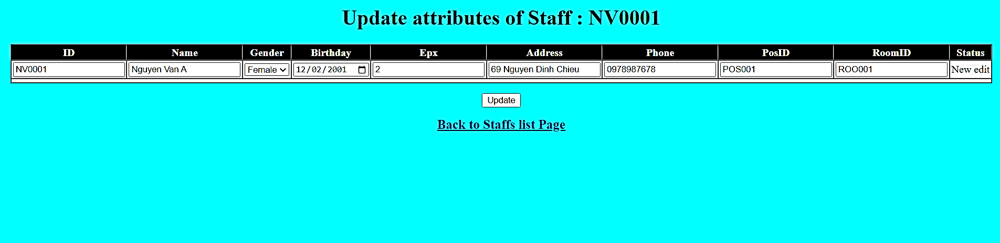 Update attributes of Staff : NV0001
ID Name Gender Birthday Epx Address Phone PosID RoomID Status
NV0001 Nguyen Van A Female 12/02/2001 2 69 Nguyen Dinh Chieu 0978987678 POS001 ROO001 New edit
Update
Back to Staffs list Page